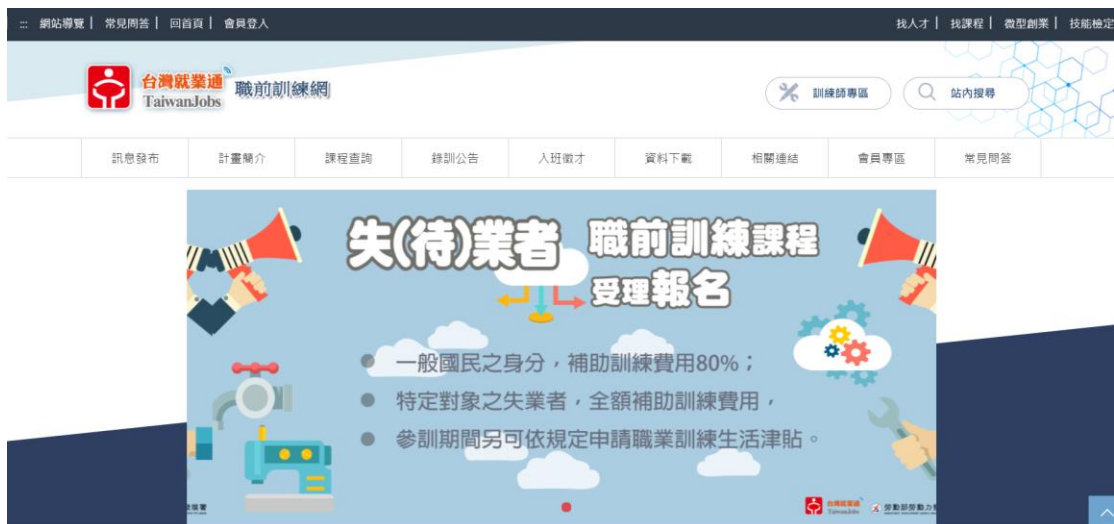 ::: 網站導覽 | 常見問答 | 回首頁 | 會員登入
找人才 | 找課程 | 微型創業 | 技能檢定
台灣就業通
TaiwanJobs
職前訓練網
訓練師專區
站內搜尋
訊息發布 計畫簡介 課程查詢 錄訓公告 入班徵才 資料下載 相關連結 會員專區 常見問答
失(待)業者 職前訓練課程
受理報名
● 一般國民之身分，補助訓練費用80%；
● 特定對象之失業者，全額補助訓練費用，
● 參訓期間另可依規定申請職業訓練生活津貼。
台灣就業通
TaiwanJobs
勞動部勞動力